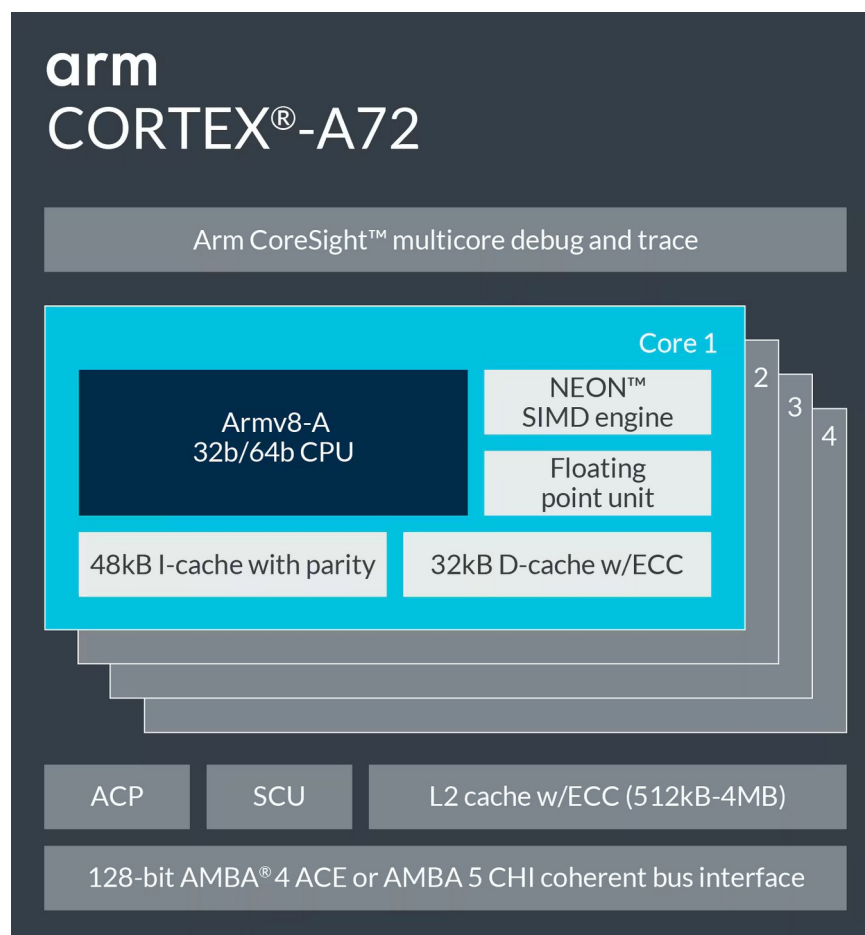 arm
CORTEX®-A72
Arm CoreSight™ multicore debug and trace
Core 1
2
3
4
Armv8-A
32b/64b CPU
NEON™
SIMD engine
Floating
point unit
48kB I-cache with parity
32kB D-cache w/ECC
ACP
SCU
L2 cache w/ECC (512kB-4MB)
128-bit AMBA® 4 ACE or AMBA 5 CHI coherent bus interface